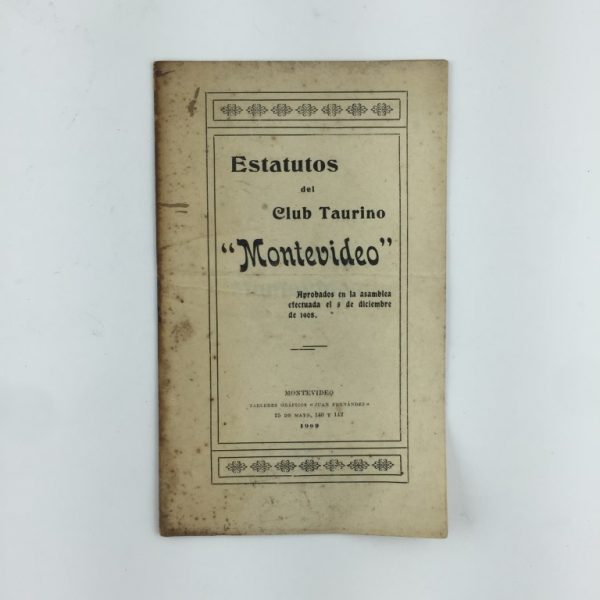 Estatutos
del
Club Taurino
“Montevideo”
Aprobados en la asamblea
efectuada el 5 de diciembre
de 1908.
MONTEVIDEO
TALLERES GRÁFICOS «JUAN FERNÁNDEZ»
25 DE MAYO, 140 Y 142
1909